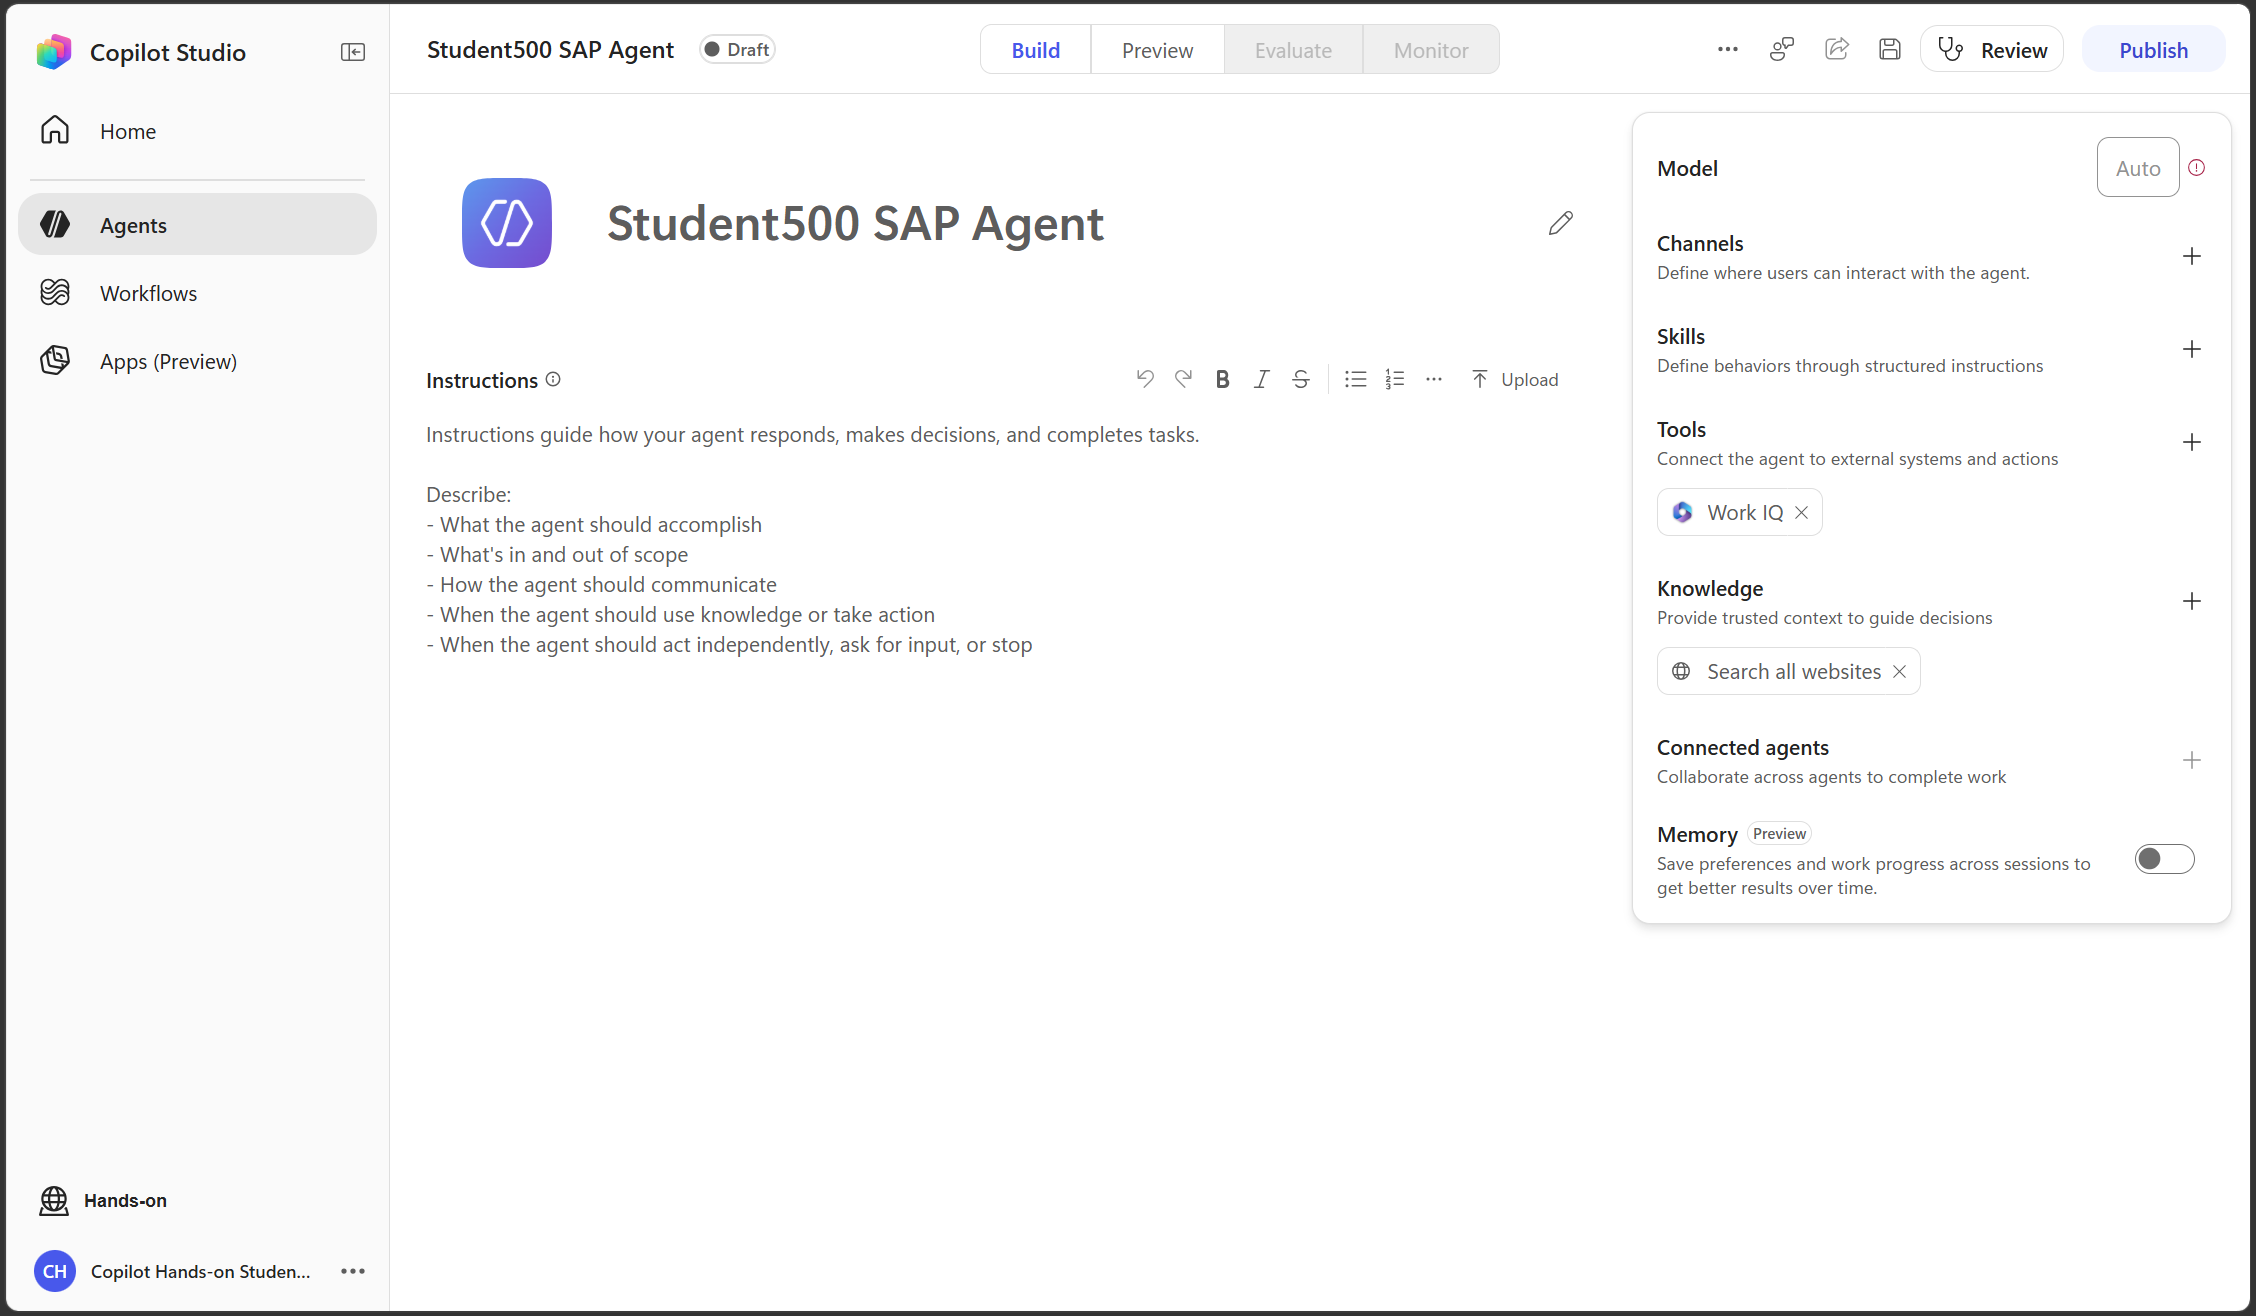 Copilot Studio
Home
Agents
Workflows
Apps (Preview)
Hands-on
CH
Copilot Hands-on Studen...
Student500 SAP Agent
Draft
Build
Preview
Evaluate
Monitor
Review
Publish
Student500 SAP Agent
Instructions
Upload
Instructions guide how your agent responds, makes decisions, and completes tasks.
Describe:
- What the agent should accomplish
- What's in and out of scope
- How the agent should communicate
- When the agent should use knowledge or take action
- When the agent should act independently, ask for input, or stop
Model
Auto
Channels
Define where users can interact with the agent.
Skills
Define behaviors through structured instructions
Tools
Connect the agent to external systems and actions
Work IQ
Knowledge
Provide trusted context to guide decisions
Search all websites
Connected agents
Collaborate across agents to complete work
Memory Preview
Save preferences and work progress across sessions to
get better results over time.